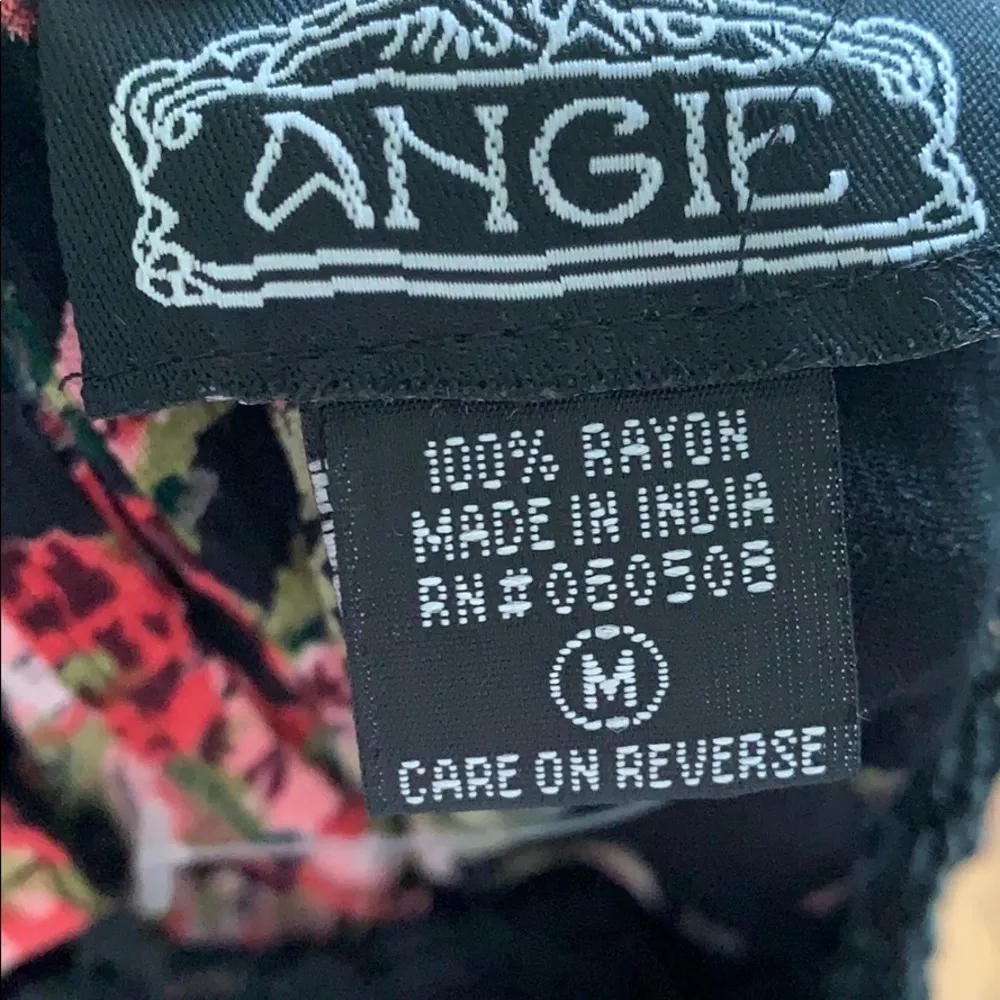 ANGIE
100% RAYON
MADE IN INDIA
RN#060508
M
CARE ON REVERSE